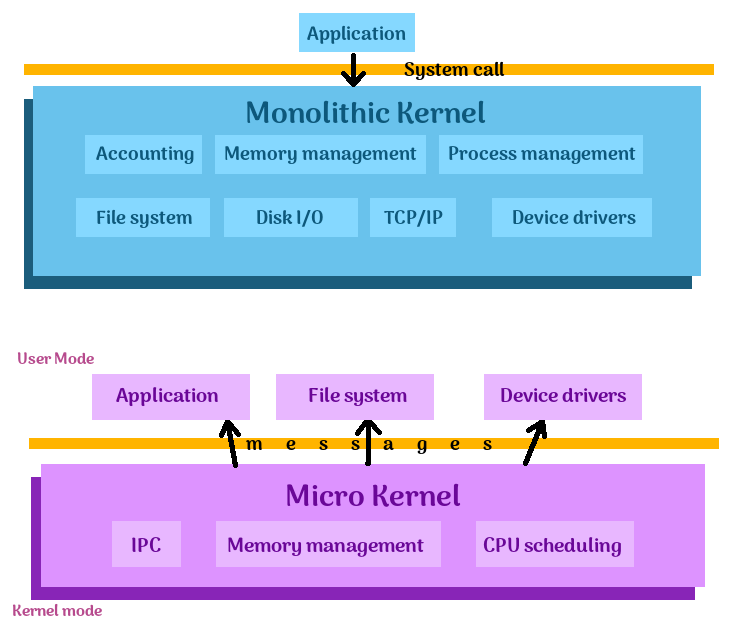 Application
System call
Monolithic Kernel
Accounting
Memory management
Process management
File system
Disk I/O
TCP/IP
Device drivers
User Mode
Application
File system
Device drivers
m e s s a g e s
Micro Kernel
IPC
Memory management
CPU scheduling
Kernel mode